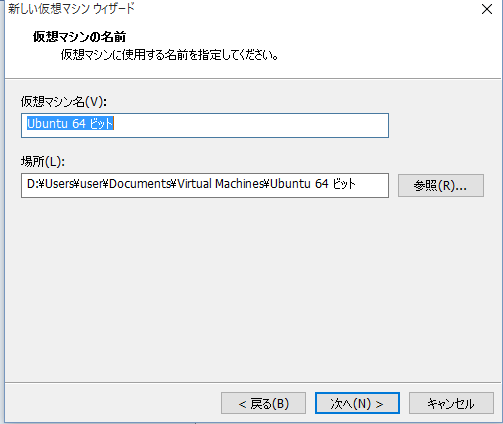 新しい仮想マシン ウィザード
仮想マシンの名前
仮想マシンに使用する名前を指定してください。
仮想マシン名(V):
Ubuntu 64 ビット
場所(L):
D:¥Users¥user¥Documents¥Virtual Machines¥Ubuntu 64 ビット
参照(R)...
< 戻る(B)
次へ(N) >
キャンセル